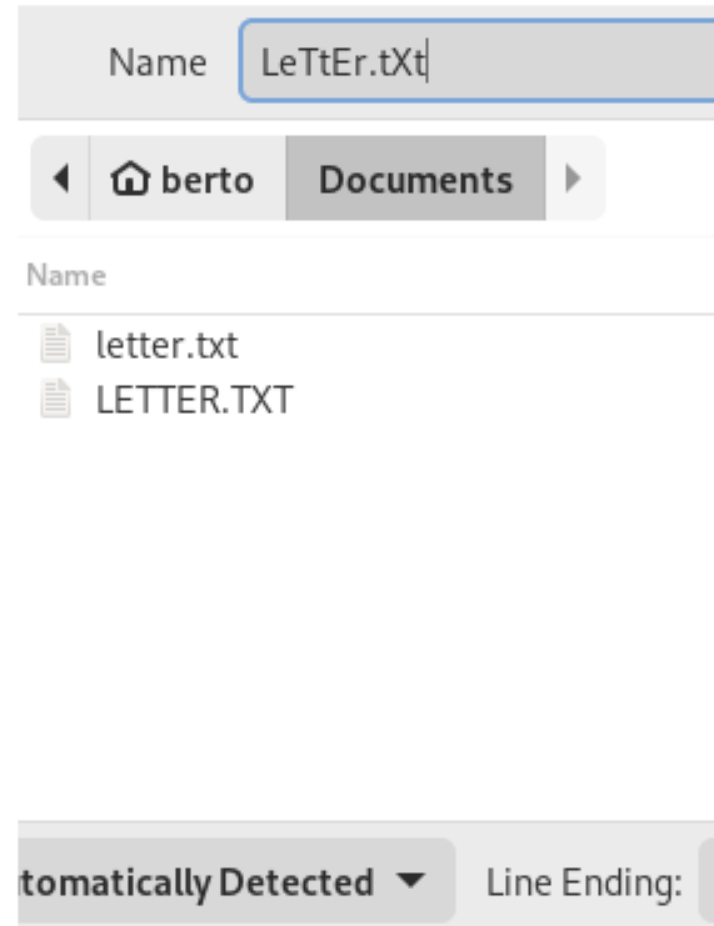 Name LeTtEr.tXt
berto Documents
Name
letter.txt
LETTER.TXT
tomatically Detected Line Ending: